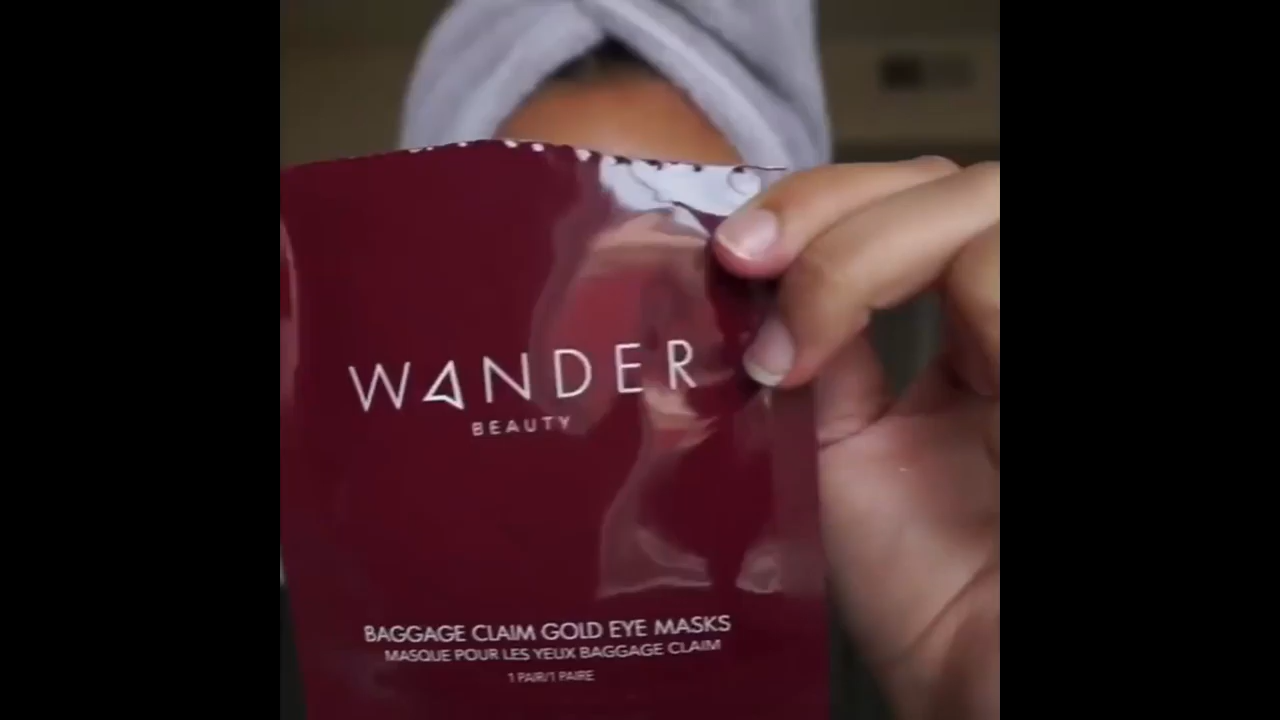 WANDER
BEAUTY
BAGGAGE CLAIM GOLD EYE MASKS
MASQUE POUR LES YEUX BAGGAGE CLAIM
1 PAIR/1 PAIRE